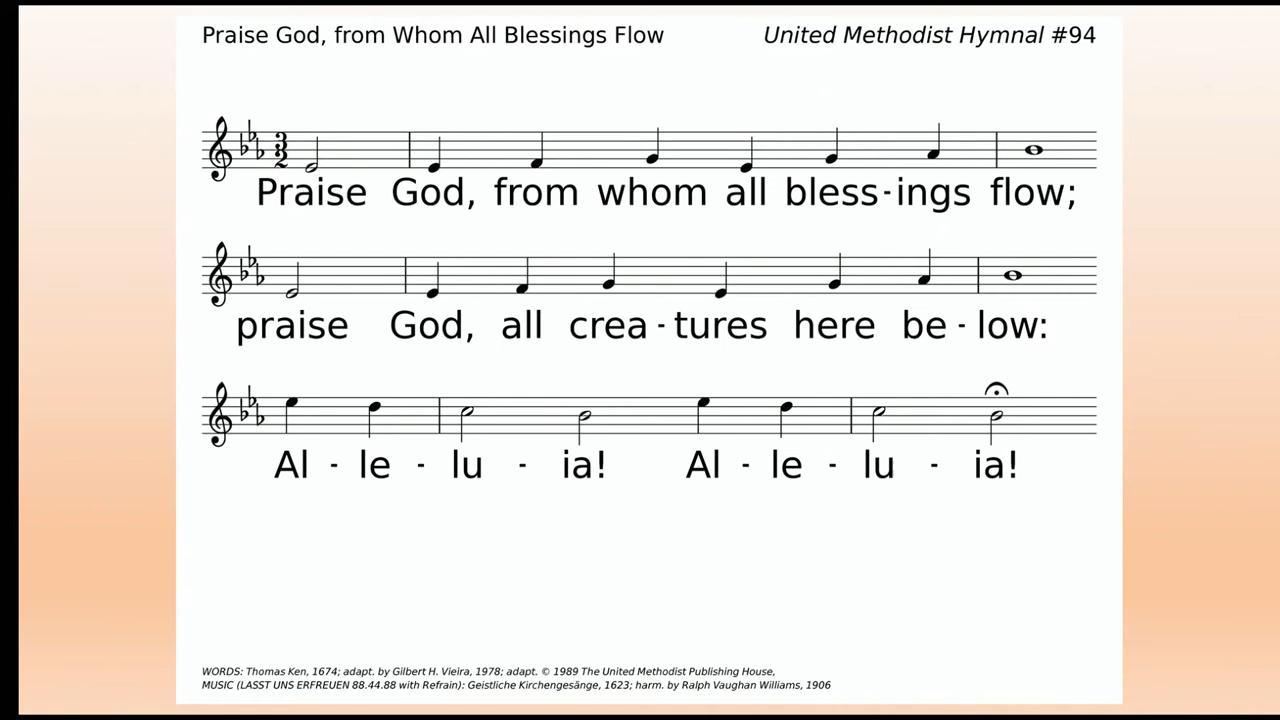 Praise God, from Whom All Blessings Flow United Methodist Hymnal #94
3
2
Praise God, from whom all bless-ings flow;
praise God, all crea-tures here be-low:
Al - le - lu - ia! Al - le - lu - ia!
WORDS: Thomas Ken, 1674; adapt. by Gilbert H. Vieira, 1978; adapt. © 1989 The United Methodist Publishing House,
MUSIC (LASST UNS ERFREUEN 88.44.88 with Refrain): Geistliche Kirchengesänge, 1623; harm. by Ralph Vaughan Williams, 1906